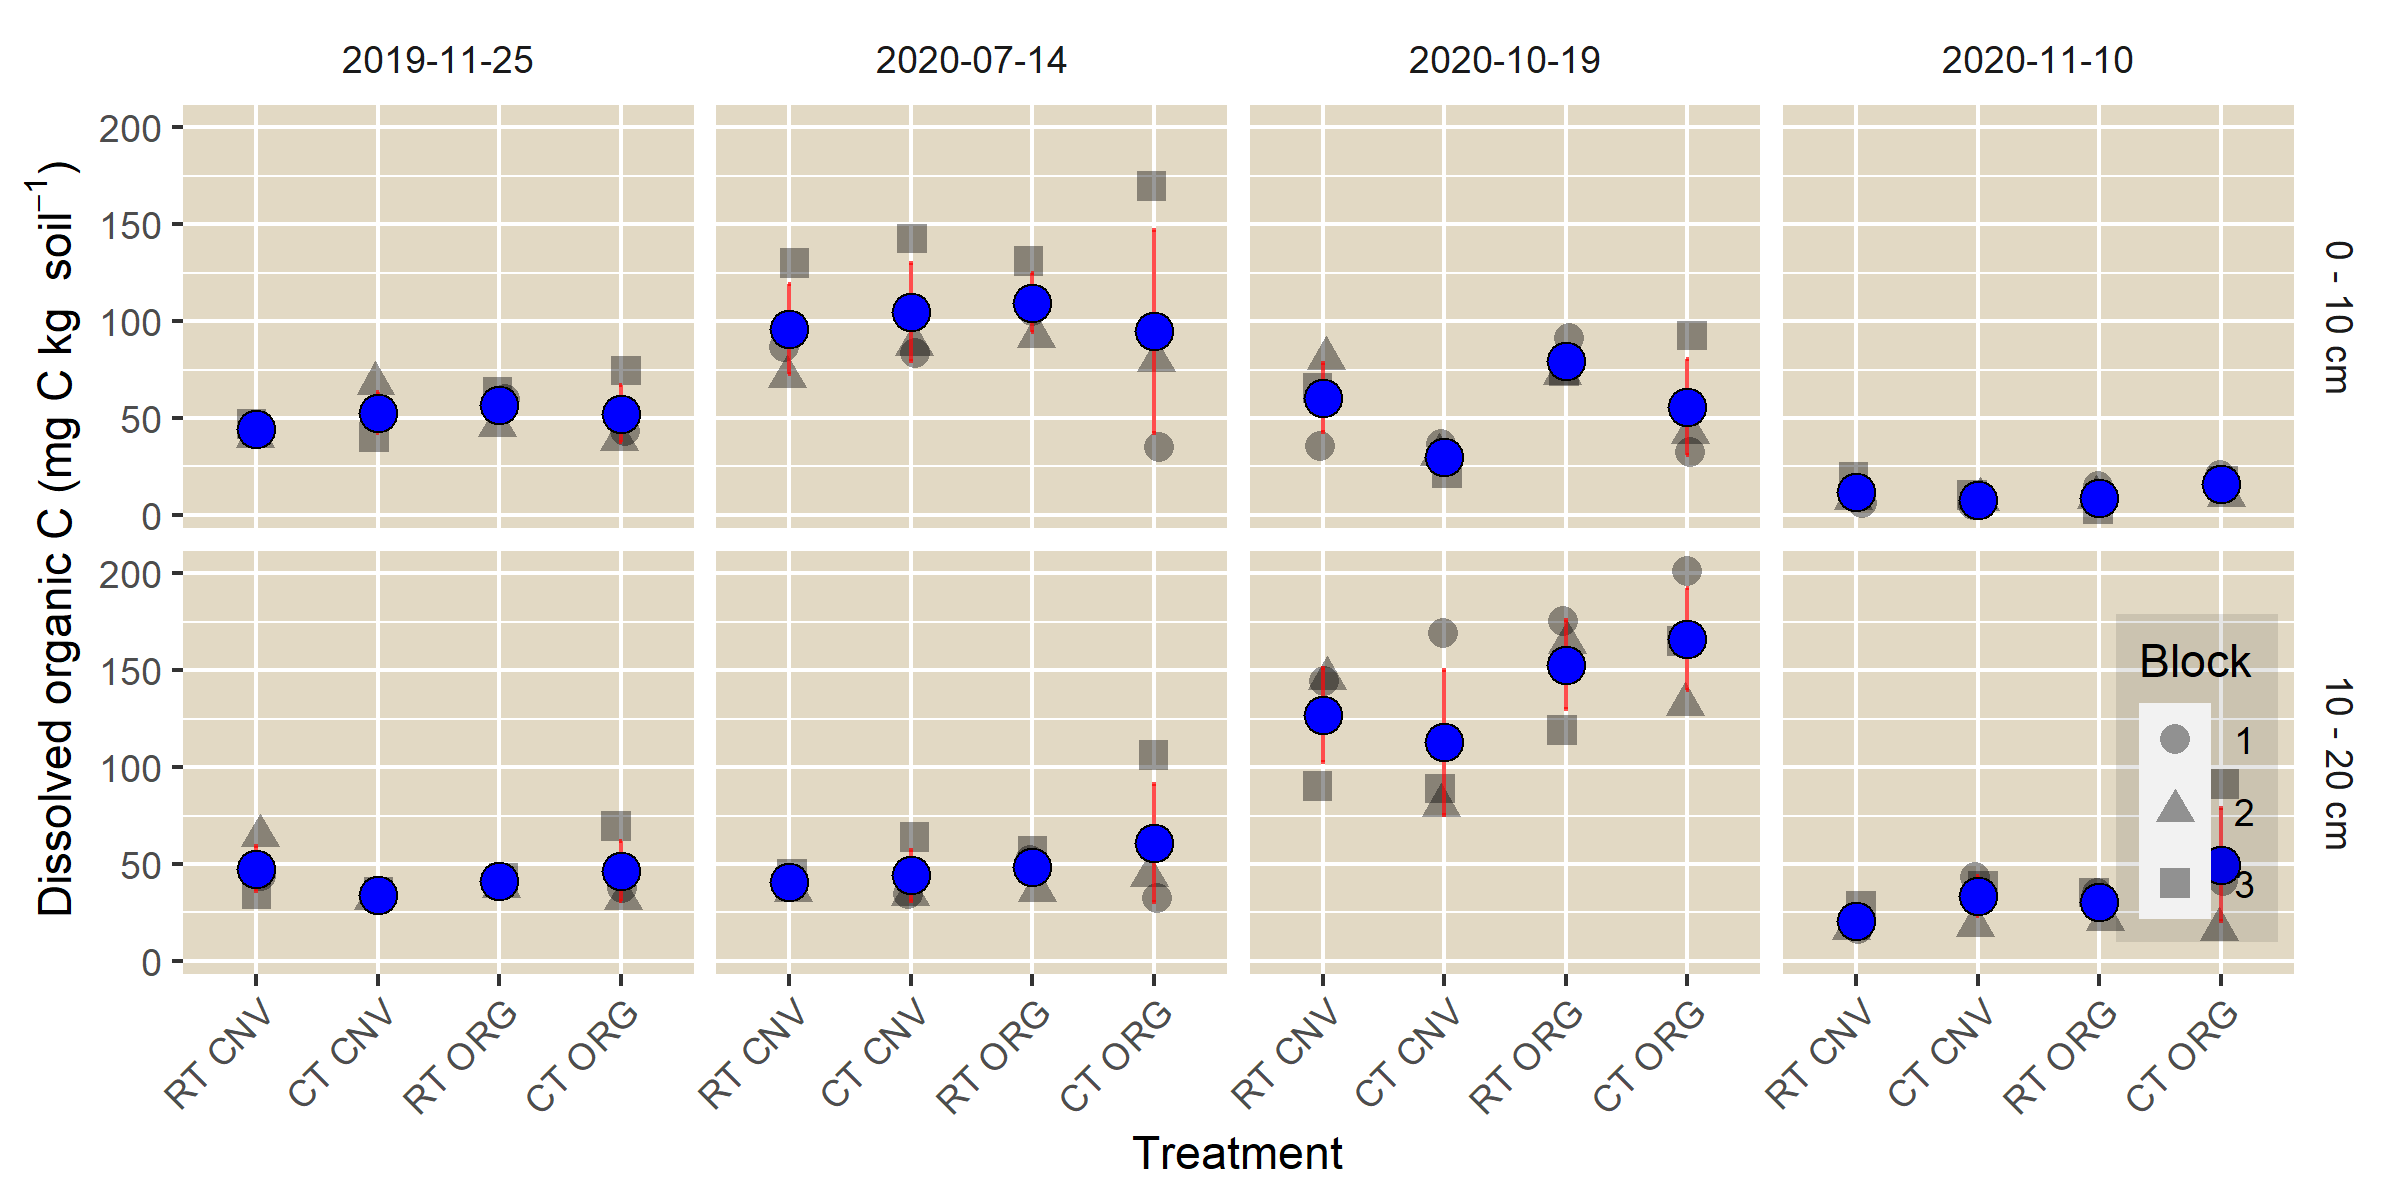 2019-11-25 2020-07-14 2020-10-19 2020-11-10
Dissolved organic C (mg C kg soil⁻¹)
200
150
100
50
0
0 - 10 cm
200
150
100
50
0
10 - 20 cm
Block
1
2
3
RT CNV CT CNV RT ORG CT ORG RT CNV CT CNV RT ORG CT ORG RT CNV CT CNV RT ORG CT ORG RT CNV CT CNV RT ORG CT ORG
Treatment